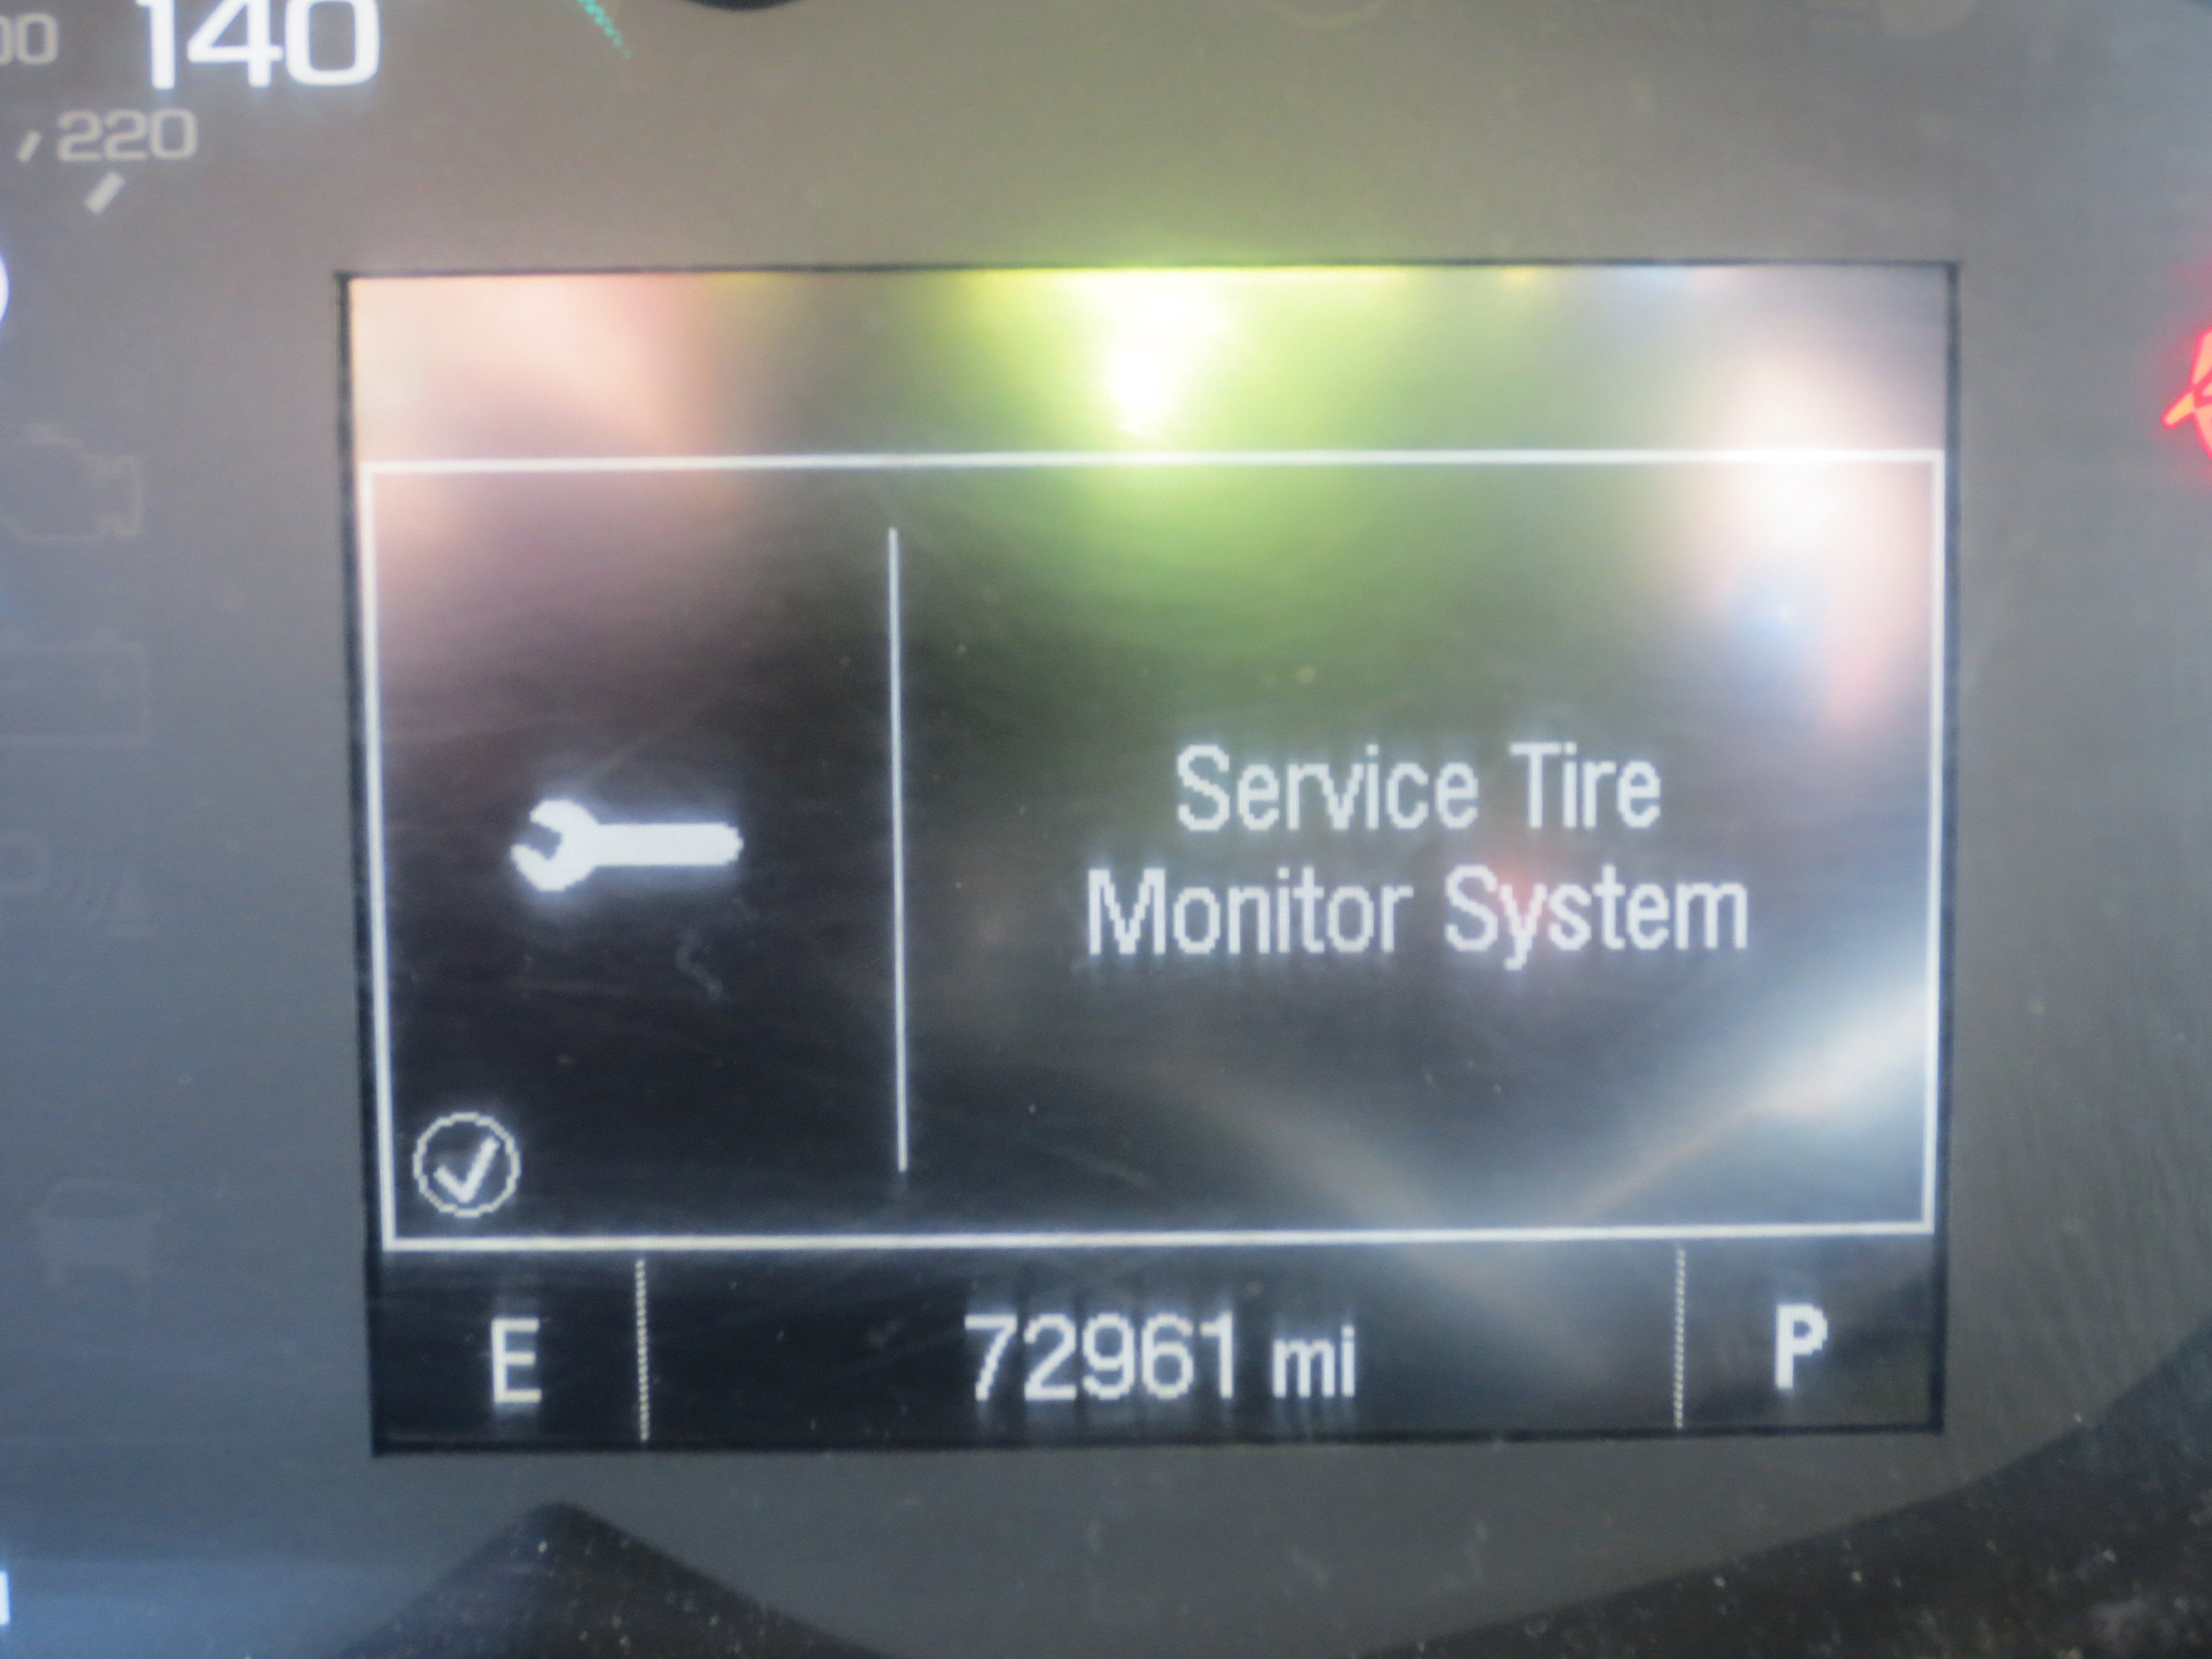 140
220
Service Tire
Monitor System
E
72961 mi
P